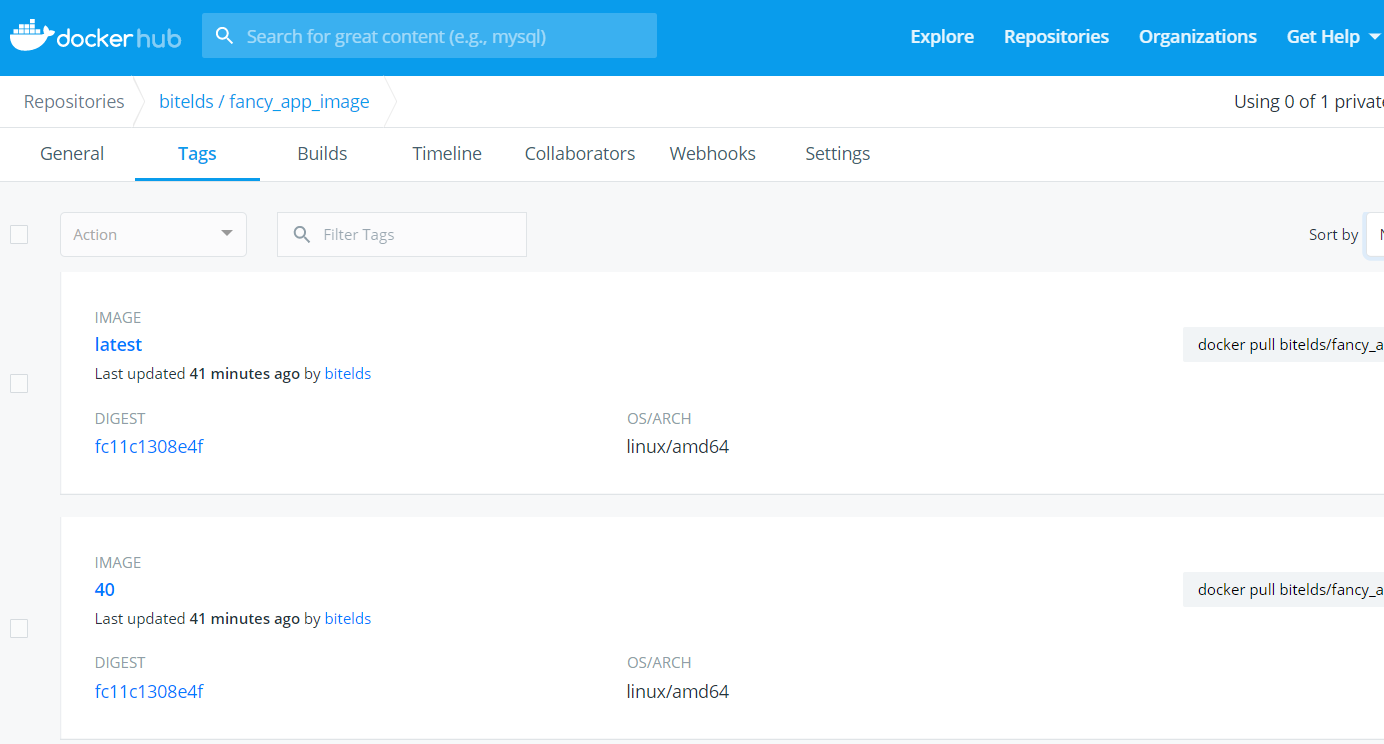 dockerhub Search for great content (e.g., mysql) Explore Repositories Organizations Get Help
Repositories bitelds / fancy_app_image Using 0 of 1 private
General Tags Builds Timeline Collaborators Webhooks Settings
Action Filter Tags Sort by
IMAGE
latest docker pull bitelds/fancy_a
Last updated 41 minutes ago by bitelds
DIGEST OS/ARCH
fc11c1308e4f linux/amd64
IMAGE
40 docker pull bitelds/fancy_a
Last updated 41 minutes ago by bitelds
DIGEST OS/ARCH
fc11c1308e4f linux/amd64